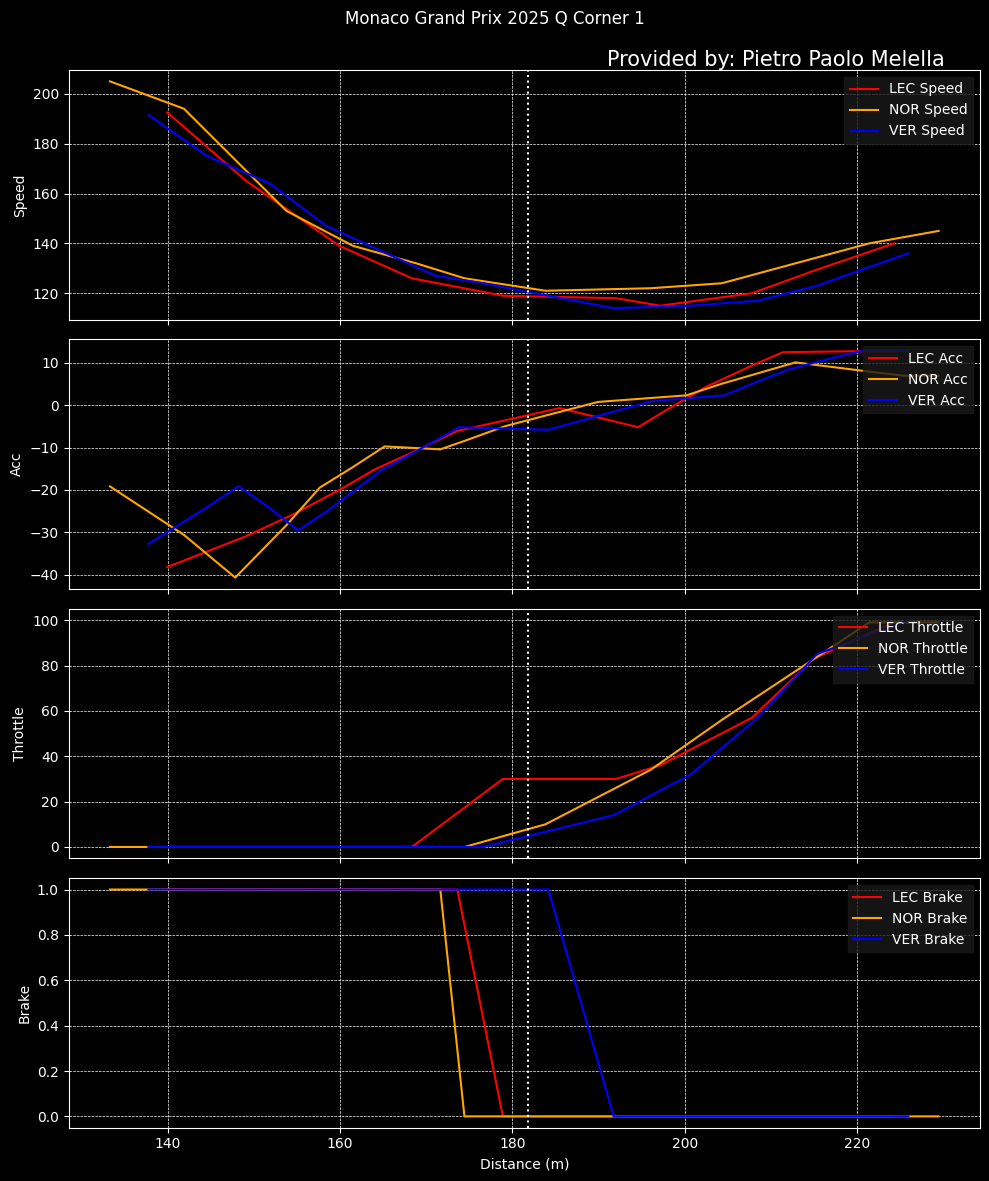 Monaco Grand Prix 2025 Q Corner 1
Provided by: Pietro Paolo Melella
200
180
160
140
120
Speed
LEC Speed
NOR Speed
VER Speed
10
0
−10
−20
−30
−40
Acc
LEC Acc
NOR Acc
VER Acc
100
80
60
40
20
0
Throttle
LEC Throttle
NOR Throttle
VER Throttle
1.0
0.8
0.6
0.4
0.2
0.0
Brake
LEC Brake
NOR Brake
VER Brake
140 160 180 200 220
Distance (m)